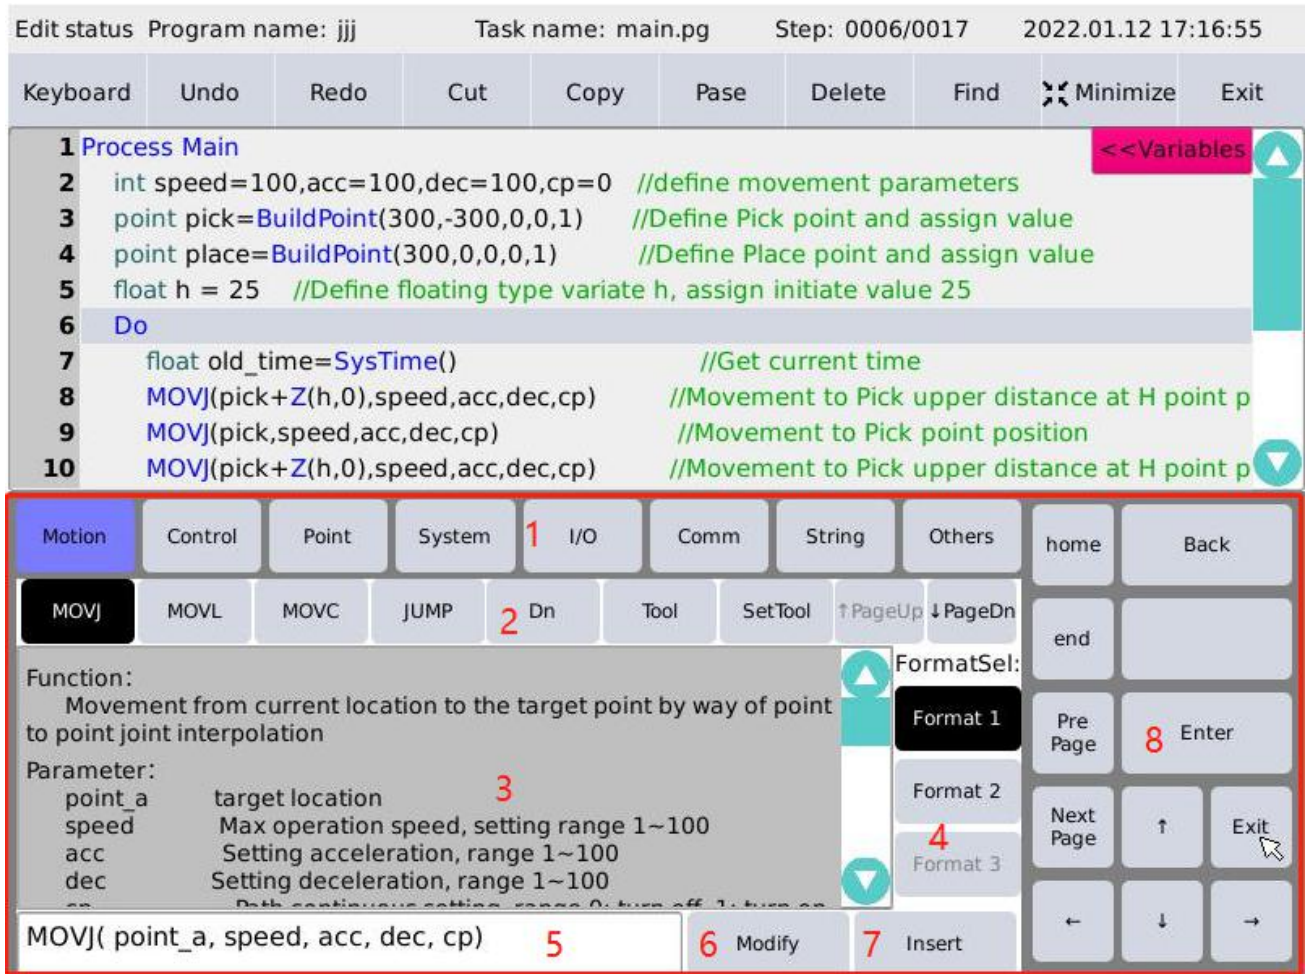 Edit status Program name: jjj Task name: main.pg Step: 0006/0017 2022.01.12 17:16:55
Keyboard Undo Redo Cut Copy Pase Delete Find Minimize Exit
1 Process Main <<Variables
2 int speed=100,acc=100,dec=100,cp=0 //define movement parameters
3 point pick=BuildPoint(300,-300,0,0,1) //Define Pick point and assign value
4 point place=BuildPoint(300,0,0,0,1) //Define Place point and assign value
5 float h = 25 //Define floating type variate h, assign initiate value 25
6 Do
7 float old_time=SysTime() //Get current time
8 MOVJ(pick+Z(h,0),speed,acc,dec,cp) //Movement to Pick upper distance at H point p
9 MOVJ(pick,speed,acc,dec,cp) //Movement to Pick point position
10 MOVJ(pick+Z(h,0),speed,acc,dec,cp) //Movement to Pick upper distance at H point p
Motion Control Point System 1 I/O Comm String Others
MOVJ MOVL MOVC JUMP 2 Dn Tool SetTool ↑PageUp ↓PageDn
Function:
Movement from current location to the target point by way of point
to point joint interpolation
Parameter:
point_a target location 3
speed Max operation speed, setting range 1~100
acc Setting acceleration, range 1~100
dec Setting deceleration, range 1~100
cp Path continuous setting, range 0: turn off, 1: turn on
FormatSel:
Format 1
Format 2
4
Format 3
MOVJ( point_a, speed, acc, dec, cp) 5 6 Modify 7 Insert
home Back
end
Pre
Page 8 Enter
Next
Page ↑ Exit
← ↓ →